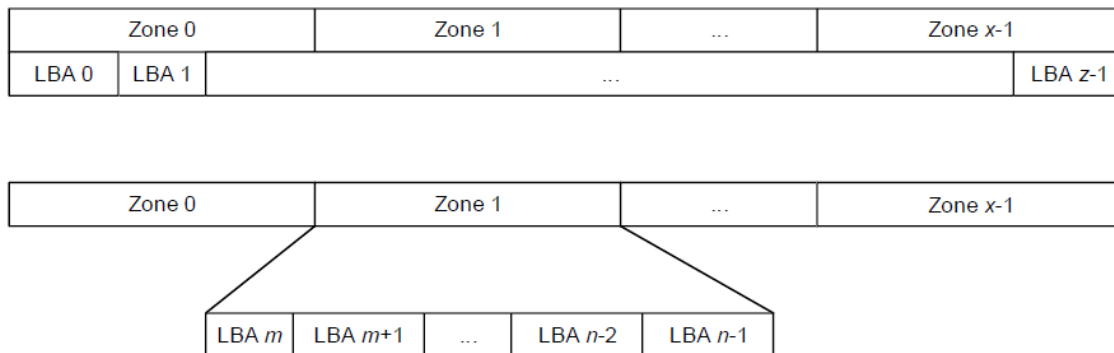 Zone 0 Zone 1 ... Zone x-1
LBA 0 LBA 1 ... LBA z-1
Zone 0 Zone 1 ... Zone x-1
LBA m LBA m+1 ... LBA n-2 LBA n-1